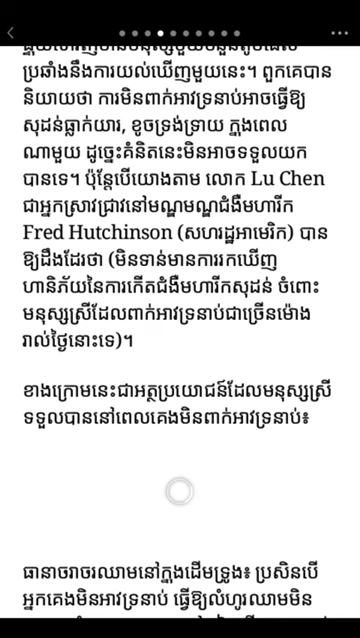 ប្រឆាំងនឹងការយល់ឃើញមួយនេះ។ ពួកគេបាន
និយាយថា ការមិនពាក់អាវទ្រនាប់អាចធ្វើឱ្យ
សុដន់ធ្លាក់យារ, ខូចទ្រង់ទ្រាយ ក្នុងពេល
ណាមួយ ដូច្នេះគំនិតនេះមិនអាចទទួលយក
បានទេ។ ប៉ុន្តែបើយោងតាម លោក Lu Chen
ជាអ្នកស្រាវជ្រាវនៅមណ្ឌមណ្ឌជំងឺមហារីក
Fred Hutchinson (សហរដ្ឋអាមេរិក) បាន
ឱ្យដឹងដែរថា (មិនទាន់មានការរកឃើញ
ហានិភ័យនៃការកើតជំងឺមហារីកសុដន់ ចំពោះ
មនុស្សស្រីដែលពាក់អាវទ្រនាប់ជាច្រើនម៉ោង
រាល់ថ្ងៃនោះទេ)។
ខាងក្រោមនេះជាអត្ថប្រយោជន៍ដែលមនុស្សស្រី
ទទួលបាននៅពេលគេងមិនពាក់អាវទ្រនាប់៖
ធានាចរាចរឈាមនៅក្នុងដើមទ្រូង៖ ប្រសិនបើ
អ្នកគេងមិនអាវទ្រនាប់ ធ្វើឱ្យលំហូរឈាមមិន